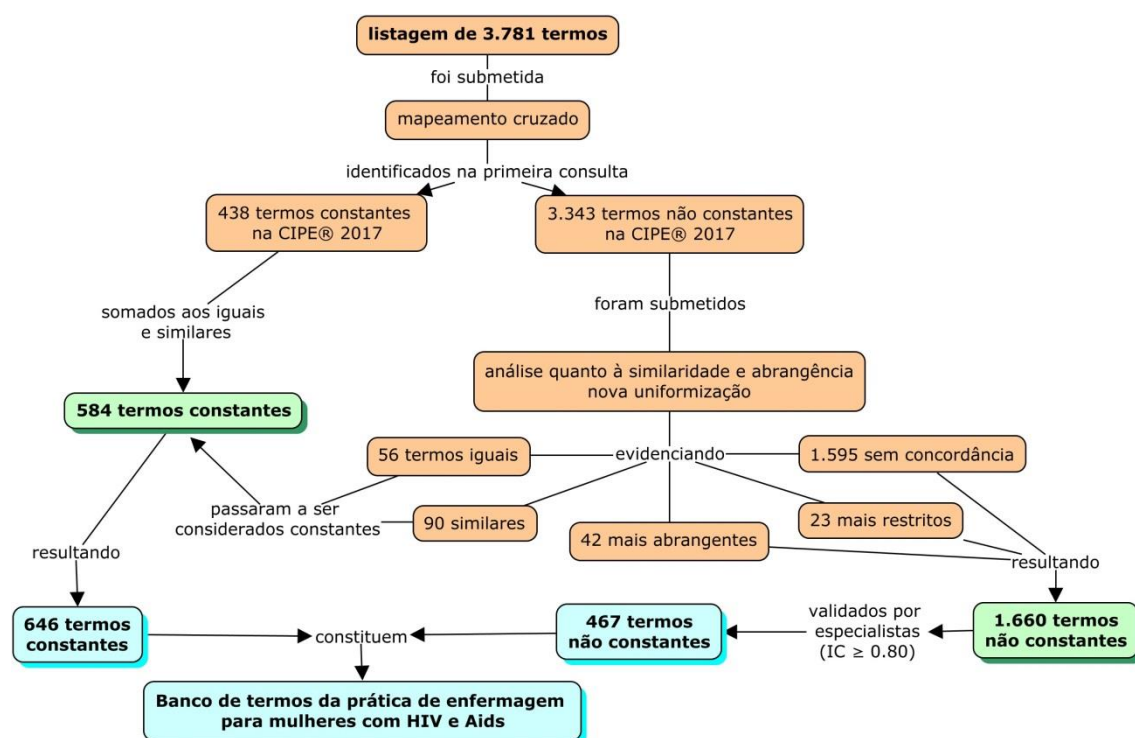 listagem de 3.781 termos
foi submetida
mapeamento cruzado
identificados na primeira consulta
438 termos constantes
na CIPE® 2017
3.343 termos não constantes
na CIPE® 2017
somados aos iguais
e similares
foram submetidos
análise quanto à similaridade e abrangência
nova uniformização
584 termos constantes
56 termos iguais
evidenciando
1.595 sem concordância
passaram a ser
considerados constantes
90 similares
23 mais restritos
42 mais abrangentes
resultando
resultando
646 termos
constantes
constituem
467 termos
não constantes
validados por
especialistas
(IC ≥ 0.80)
1.660 termos
não constantes
Banco de termos da prática de enfermagem
para mulheres com HIV e Aids